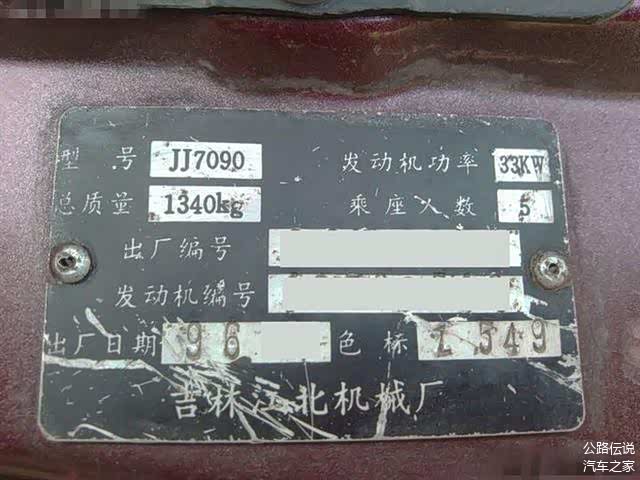 型号 JJ7090 发动机功率 33KW
总质量 1340kg 乘座人数 5
出厂编号
发动机编号
出厂日期 96 色标 Z549
吉林江北机械厂
公路传说
汽车之家